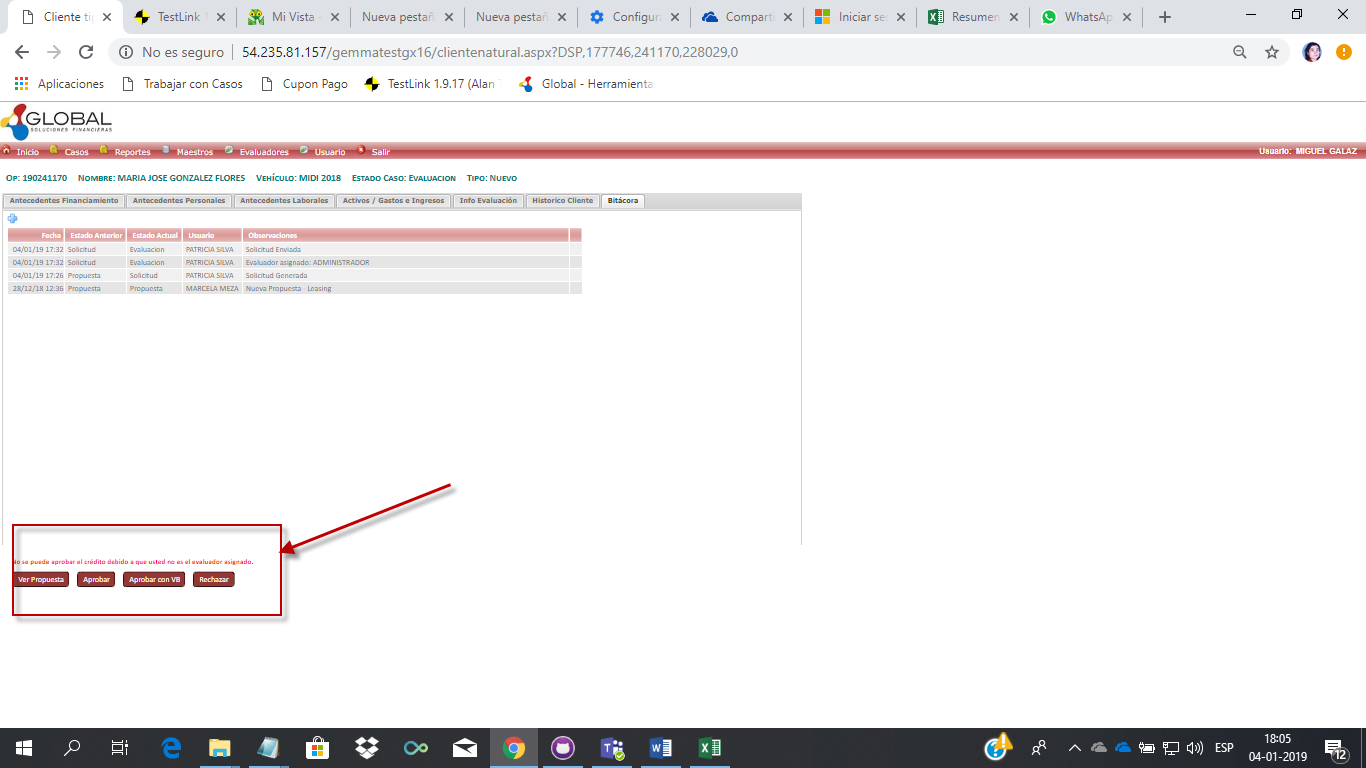 Cliente ti
TestLink 1
Mi Vista
Nueva pestañ
Nueva pestañ
Configur
Compart
Iniciar se
Resumen
WhatsAp
No es seguro | 54.235.81.157/gemmatestgx16/clientenatural.aspx?DSP,177746,241170,228029,0
Aplicaciones Trabajar con Casos Cupon Pago TestLink 1.9.17 (Alan Global - Herramienta
GLOBAL
SOLUCIONES FINANCIERAS
Inicio Casos Reportes Maestros Evaluadores Usuario Salir Usuario: MIGUEL GALAZ
OP: 190241170 NOMBRE: MARIA JOSE GONZALEZ FLORES VEHÍCULO: MIDI 2018 ESTADO CASO: EVALUACION TIPO: NUEVO
Antecedentes Financiamiento Antecedentes Personales Antecedentes Laborales Activos / Gastos e Ingresos Info Evaluación Historico Cliente Bitácora
Fecha Estado Anterior Estado Actual Usuario Observaciones
04/01/19 17:32 Solicitud Evaluacion PATRICIA SILVA Solicitud Enviada
04/01/19 17:32 Solicitud Evaluacion PATRICIA SILVA Evaluador asignado: ADMINISTRADOR
04/01/19 17:26 Propuesta Solicitud PATRICIA SILVA Solicitud Generada
28/12/18 12:36 Propuesta Propuesta MARCELA MEZA Nueva Propuesta - Leasing
No se puede aprobar el crédito debido a que usted no es el evaluador asignado.
Ver Propuesta Aprobar Aprobar con VB Rechazar
ESP
18:05
04-01-2019
12